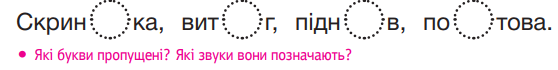 Скрин◌ка, вит◌г, підн◌в, по◌това.
• Які букви пропущені? Які звуки вони позначають?